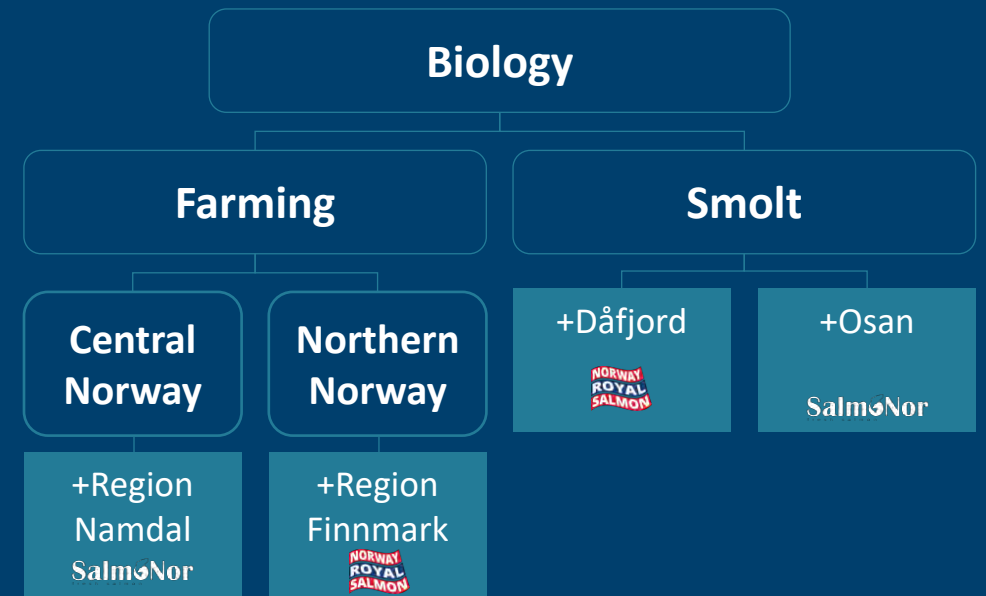 Biology
Farming
Smolt
Central
Norway
Northern
Norway
+Dåfjord
NORWAY
ROYAL
SALMON
+Osan
SalmoNor
+Region
Namdal
SalmoNor
+Region
Finnmark
NORWAY
ROYAL
SALMON